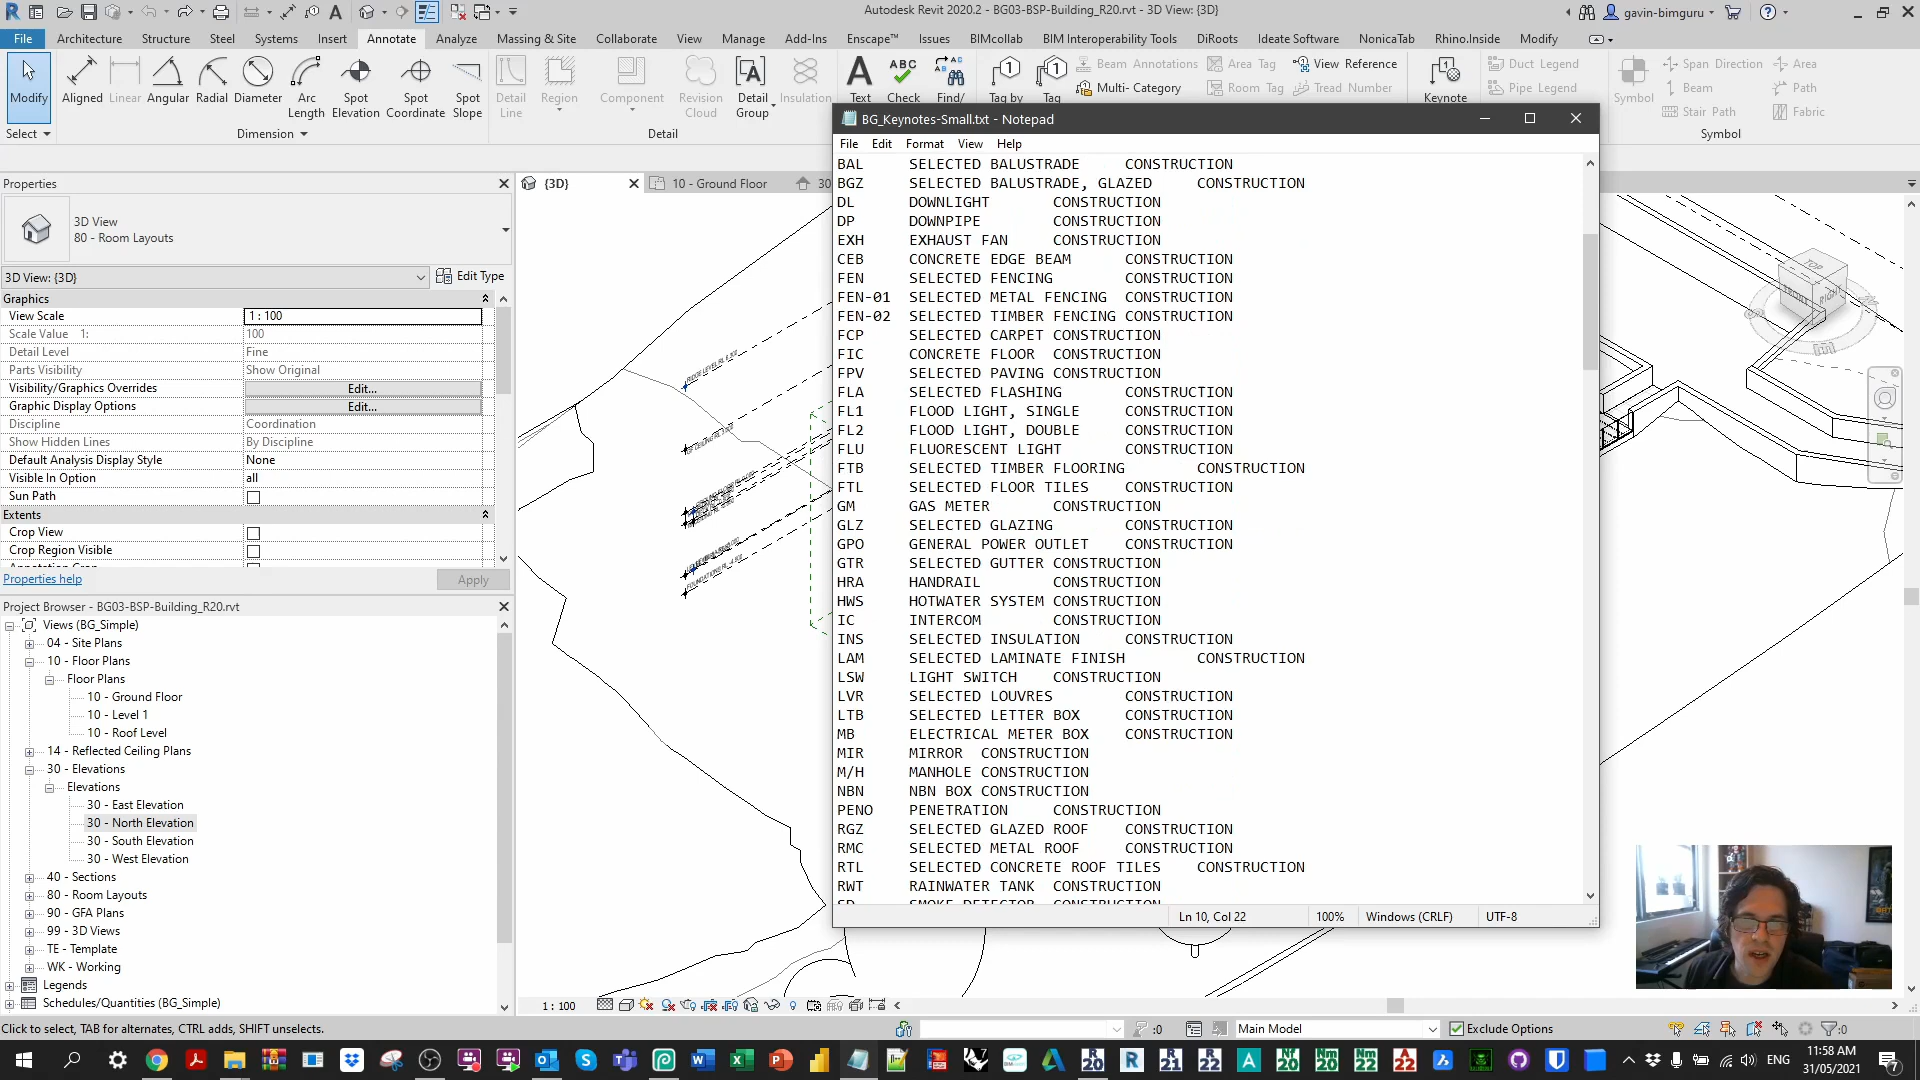 Autodesk Revit 2020.2 - BG03-BSP-Building_R20.rvt - 3D View: {3D}
gavin-bimguru
File Architecture Structure Steel Systems Insert Annotate Analyze Massing & Site Collaborate View Manage Add-Ins Enscape™ Issues BIMcollab BIM Interoperability Tools DiRoots Ideate Software NonicaTab Rhino.Inside Modify
Modify Aligned Linear Angular Radial Diameter Arc Length Spot Elevation Spot Coordinate Spot Slope Detail Line Region Component Revision Cloud Detail Group Insulation Text Check Find/ Tag by Tag
Beam Annotations Area Tag View Reference
Multi- Category Room Tag Tread Number
Keynote
Duct Legend
Pipe Legend
Symbol Span Direction Area
Beam Path
Stair Path Fabric
Select Dimension Detail Symbol
BG_Keynotes-Small.txt - Notepad
File Edit Format View Help
BAL SELECTED BALUSTRADE CONSTRUCTION
BGZ SELECTED BALUSTRADE, GLAZED CONSTRUCTION
DL DOWNLIGHT CONSTRUCTION
DP DOWNPIPE CONSTRUCTION
EXH EXHAUST FAN CONSTRUCTION
CEB CONCRETE EDGE BEAM CONSTRUCTION
FEN SELECTED FENCING CONSTRUCTION
FEN-01 SELECTED METAL FENCING CONSTRUCTION
FEN-02 SELECTED TIMBER FENCING CONSTRUCTION
FCP SELECTED CARPET CONSTRUCTION
FIC CONCRETE FLOOR CONSTRUCTION
FPV SELECTED PAVING CONSTRUCTION
FLA SELECTED FLASHING CONSTRUCTION
FL1 FLOOD LIGHT, SINGLE CONSTRUCTION
FL2 FLOOD LIGHT, DOUBLE CONSTRUCTION
FLU FLUORESCENT LIGHT CONSTRUCTION
FTB SELECTED TIMBER FLOORING CONSTRUCTION
FTL SELECTED FLOOR TILES CONSTRUCTION
GM GAS METER CONSTRUCTION
GLZ SELECTED GLAZING CONSTRUCTION
GPO GENERAL POWER OUTLET CONSTRUCTION
GTR SELECTED GUTTER CONSTRUCTION
HRA HANDRAIL CONSTRUCTION
HWS HOTWATER SYSTEM CONSTRUCTION
IC INTERCOM CONSTRUCTION
INS SELECTED INSULATION CONSTRUCTION
LAM SELECTED LAMINATE FINISH CONSTRUCTION
LSW LIGHT SWITCH CONSTRUCTION
LVR SELECTED LOUVRES CONSTRUCTION
LTB SELECTED LETTER BOX CONSTRUCTION
MB ELECTRICAL METER BOX CONSTRUCTION
MIR MIRROR CONSTRUCTION
M/H MANHOLE CONSTRUCTION
NBN NBN BOX CONSTRUCTION
PENO PENETRATION CONSTRUCTION
RGZ SELECTED GLAZED ROOF CONSTRUCTION
RMC SELECTED METAL ROOF CONSTRUCTION
RTL SELECTED CONCRETE ROOF TILES CONSTRUCTION
RWT RAINWATER TANK CONSTRUCTION
SD SMOKE DETECTOR CONSTRUCTION
Ln 10, Col 22 100% Windows (CRLF) UTF-8
Properties
3D View
80 - Room Layouts
3D View: {3D} Edit Type
Graphics
View Scale 1 : 100
Scale Value 1: 100
Detail Level Fine
Parts Visibility Show Original
Visibility/Graphics Overrides Edit...
Graphic Display Options Edit...
Discipline Coordination
Show Hidden Lines By Discipline
Default Analysis Display Style None
Visible In Option all
Sun Path
Extents
Crop View
Crop Region Visible
Properties help Apply
{3D} 10 - Ground Floor 30
TOP
FRONT
RIGHT
Project Browser - BG03-BSP-Building_R20.rvt
Views (BG_Simple)
04 - Site Plans
10 - Floor Plans
Floor Plans
10 - Ground Floor
10 - Level 1
10 - Roof Level
14 - Reflected Ceiling Plans
30 - Elevations
Elevations
30 - East Elevation
30 - North Elevation
30 - South Elevation
30 - West Elevation
40 - Sections
80 - Room Layouts
90 - GFA Plans
99 - 3D Views
TE - Template
WK - Working
Legends
Schedules/Quantities (BG_Simple)
1 : 100
Click to select, TAB for alternates, CTRL adds, SHIFT unselects.
:0 Main Model Exclude Options :0
ENG
11:58 AM
31/05/2021